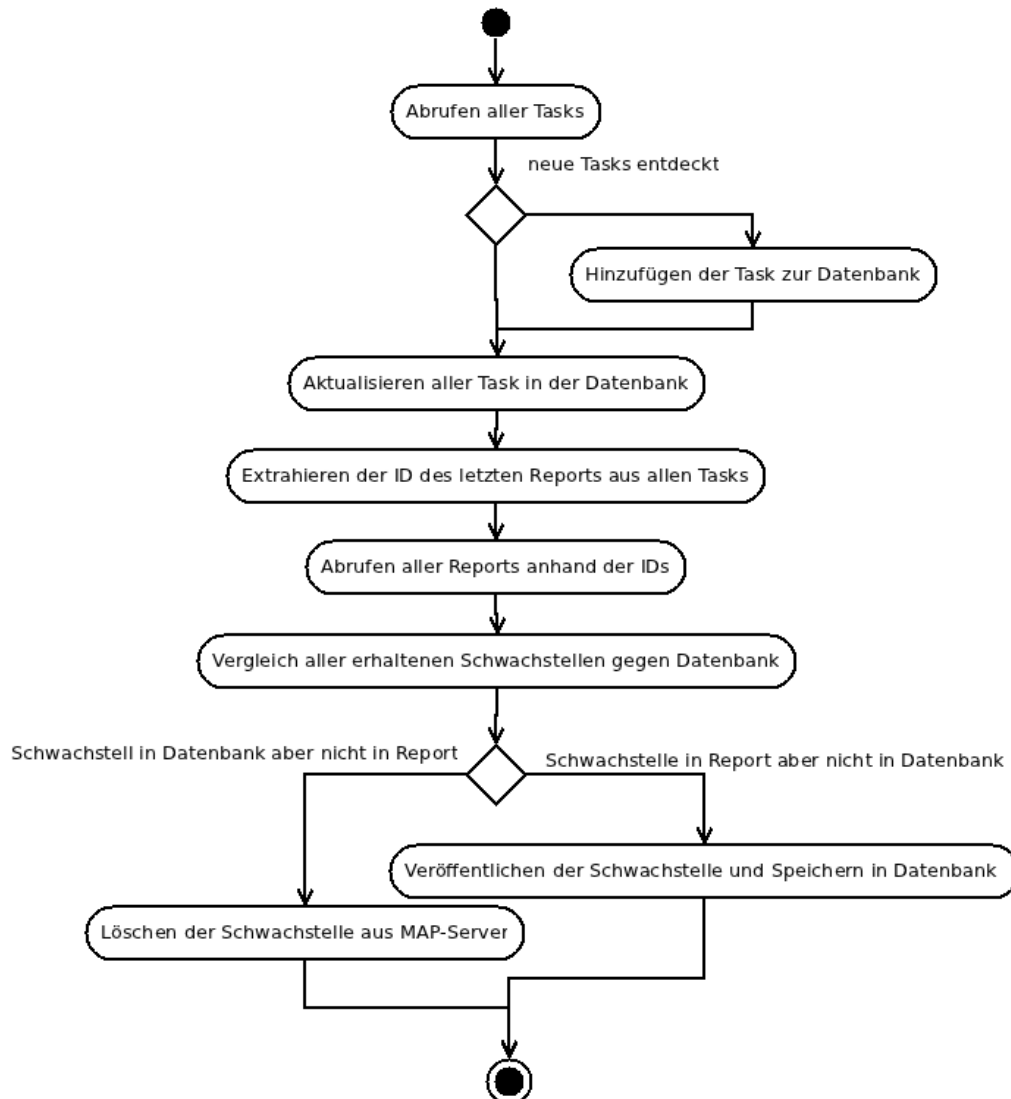 Abrufen aller Tasks
neue Tasks entdeckt
Hinzufügen der Task zur Datenbank
Aktualisieren aller Task in der Datenbank
Extrahieren der ID des letzten Reports aus allen Tasks
Abrufen aller Reports anhand der IDs
Vergleich aller erhaltenen Schwachstellen gegen Datenbank
Schwachstell in Datenbank aber nicht in Report
Schwachstelle in Report aber nicht in Datenbank
Veröffentlichen der Schwachstelle und Speichern in Datenbank
Löschen der Schwachstelle aus MAP-Server